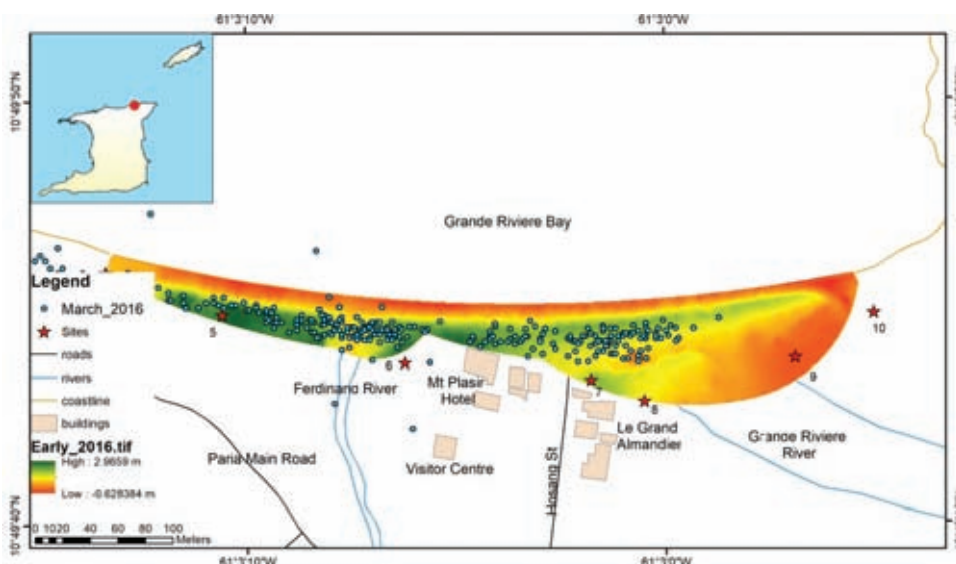 61°3'10"W
61°3'0"W
10°49'50"N
Grande Riviere Bay
Legend
March_2016
Sites
roads
rivers
coastline
buildings
Early_2016.tif
High : 2.9659 m
Low : -0.628384 m
0 10 20 40 60 80 100
Meters
5
6
7
8
9
10
Ferdinand River
Mt Plasir
Hotel
Paria Main Road
Visitor Centre
Hosang St
Le Grand
Almandier
Grande Riviere
River
10°49'40"N
61°3'10"W
61°3'0"W